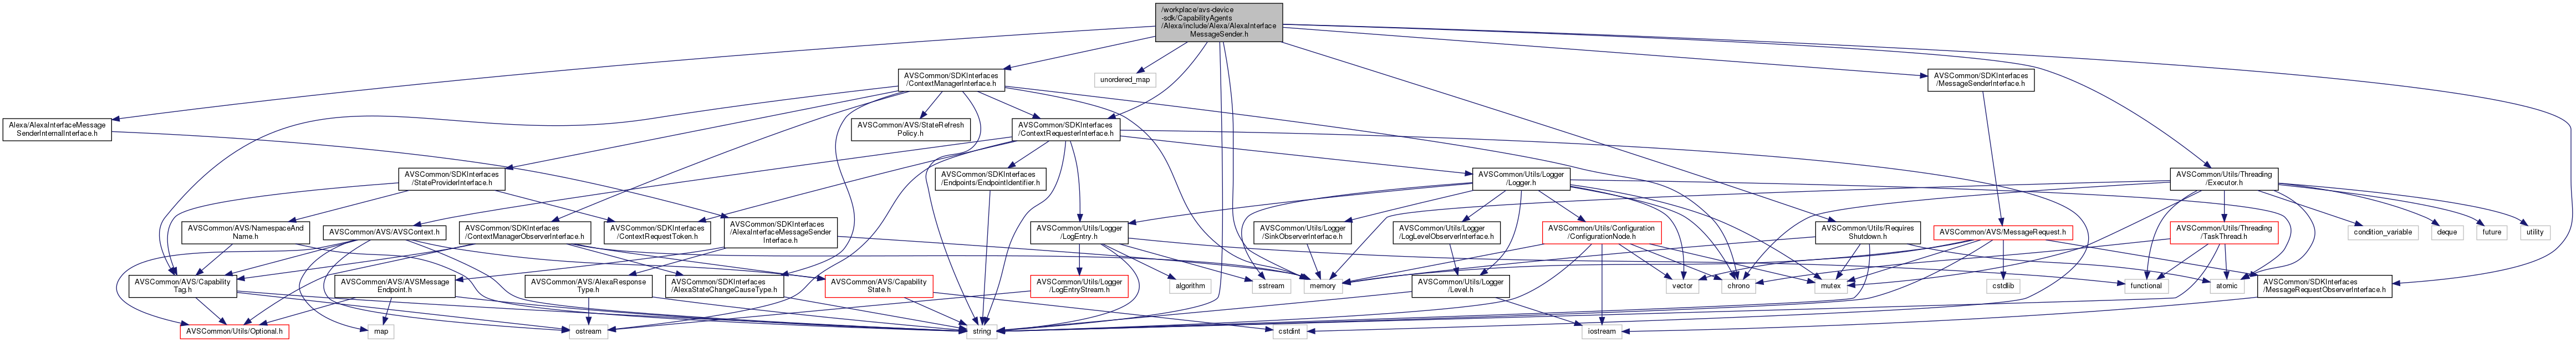 /workplace/avs-device
-sdk/CapabilityAgents
/Alexa/include/Alexa/AlexaInterface
MessageSender.h
AVSCommon/SDKInterfaces
/ContextManagerInterface.h
unordered_map
AVSCommon/SDKInterfaces
/MessageSenderInterface.h
Alexa/AlexaInterfaceMessage
SenderInternalInterface.h
AVSCommon/AVS/StateRefresh
Policy.h
AVSCommon/SDKInterfaces
/ContextRequesterInterface.h
AVSCommon/SDKInterfaces
/StateProviderInterface.h
AVSCommon/SDKInterfaces
/Endpoints/EndpointIdentifier.h
AVSCommon/Utils/Logger
/Logger.h
AVSCommon/Utils/Threading
/Executor.h
AVSCommon/AVS/NamespaceAnd
Name.h
AVSCommon/AVS/AVSContext.h
AVSCommon/SDKInterfaces
/ContextManagerObserverInterface.h
AVSCommon/SDKInterfaces
/ContextRequestToken.h
AVSCommon/SDKInterfaces
/AlexaInterfaceMessageSender
Interface.h
AVSCommon/Utils/Logger
/LogEntry.h
AVSCommon/Utils/Logger
/SinkObserverInterface.h
AVSCommon/Utils/Logger
/LogLevelObserverInterface.h
AVSCommon/Utils/Configuration
/ConfigurationNode.h
AVSCommon/Utils/Requires
Shutdown.h
AVSCommon/AVS/MessageRequest.h
AVSCommon/Utils/Threading
/TaskThread.h
condition_variable
deque
future
utility
AVSCommon/AVS/Capability
Tag.h
AVSCommon/AVS/AVSMessage
Endpoint.h
AVSCommon/AVS/AlexaResponse
Type.h
AVSCommon/SDKInterfaces
/AlexaStateChangeCauseType.h
AVSCommon/AVS/Capability
State.h
AVSCommon/Utils/Logger
/LogEntryStream.h
algorithm
sstream
memory
AVSCommon/Utils/Logger
/Level.h
vector
chrono
mutex
cstdlib
functional
atomic
AVSCommon/SDKInterfaces
/MessageRequestObserverInterface.h
AVSCommon/Utils/Optional.h
map
ostream
string
cstdint
iostream